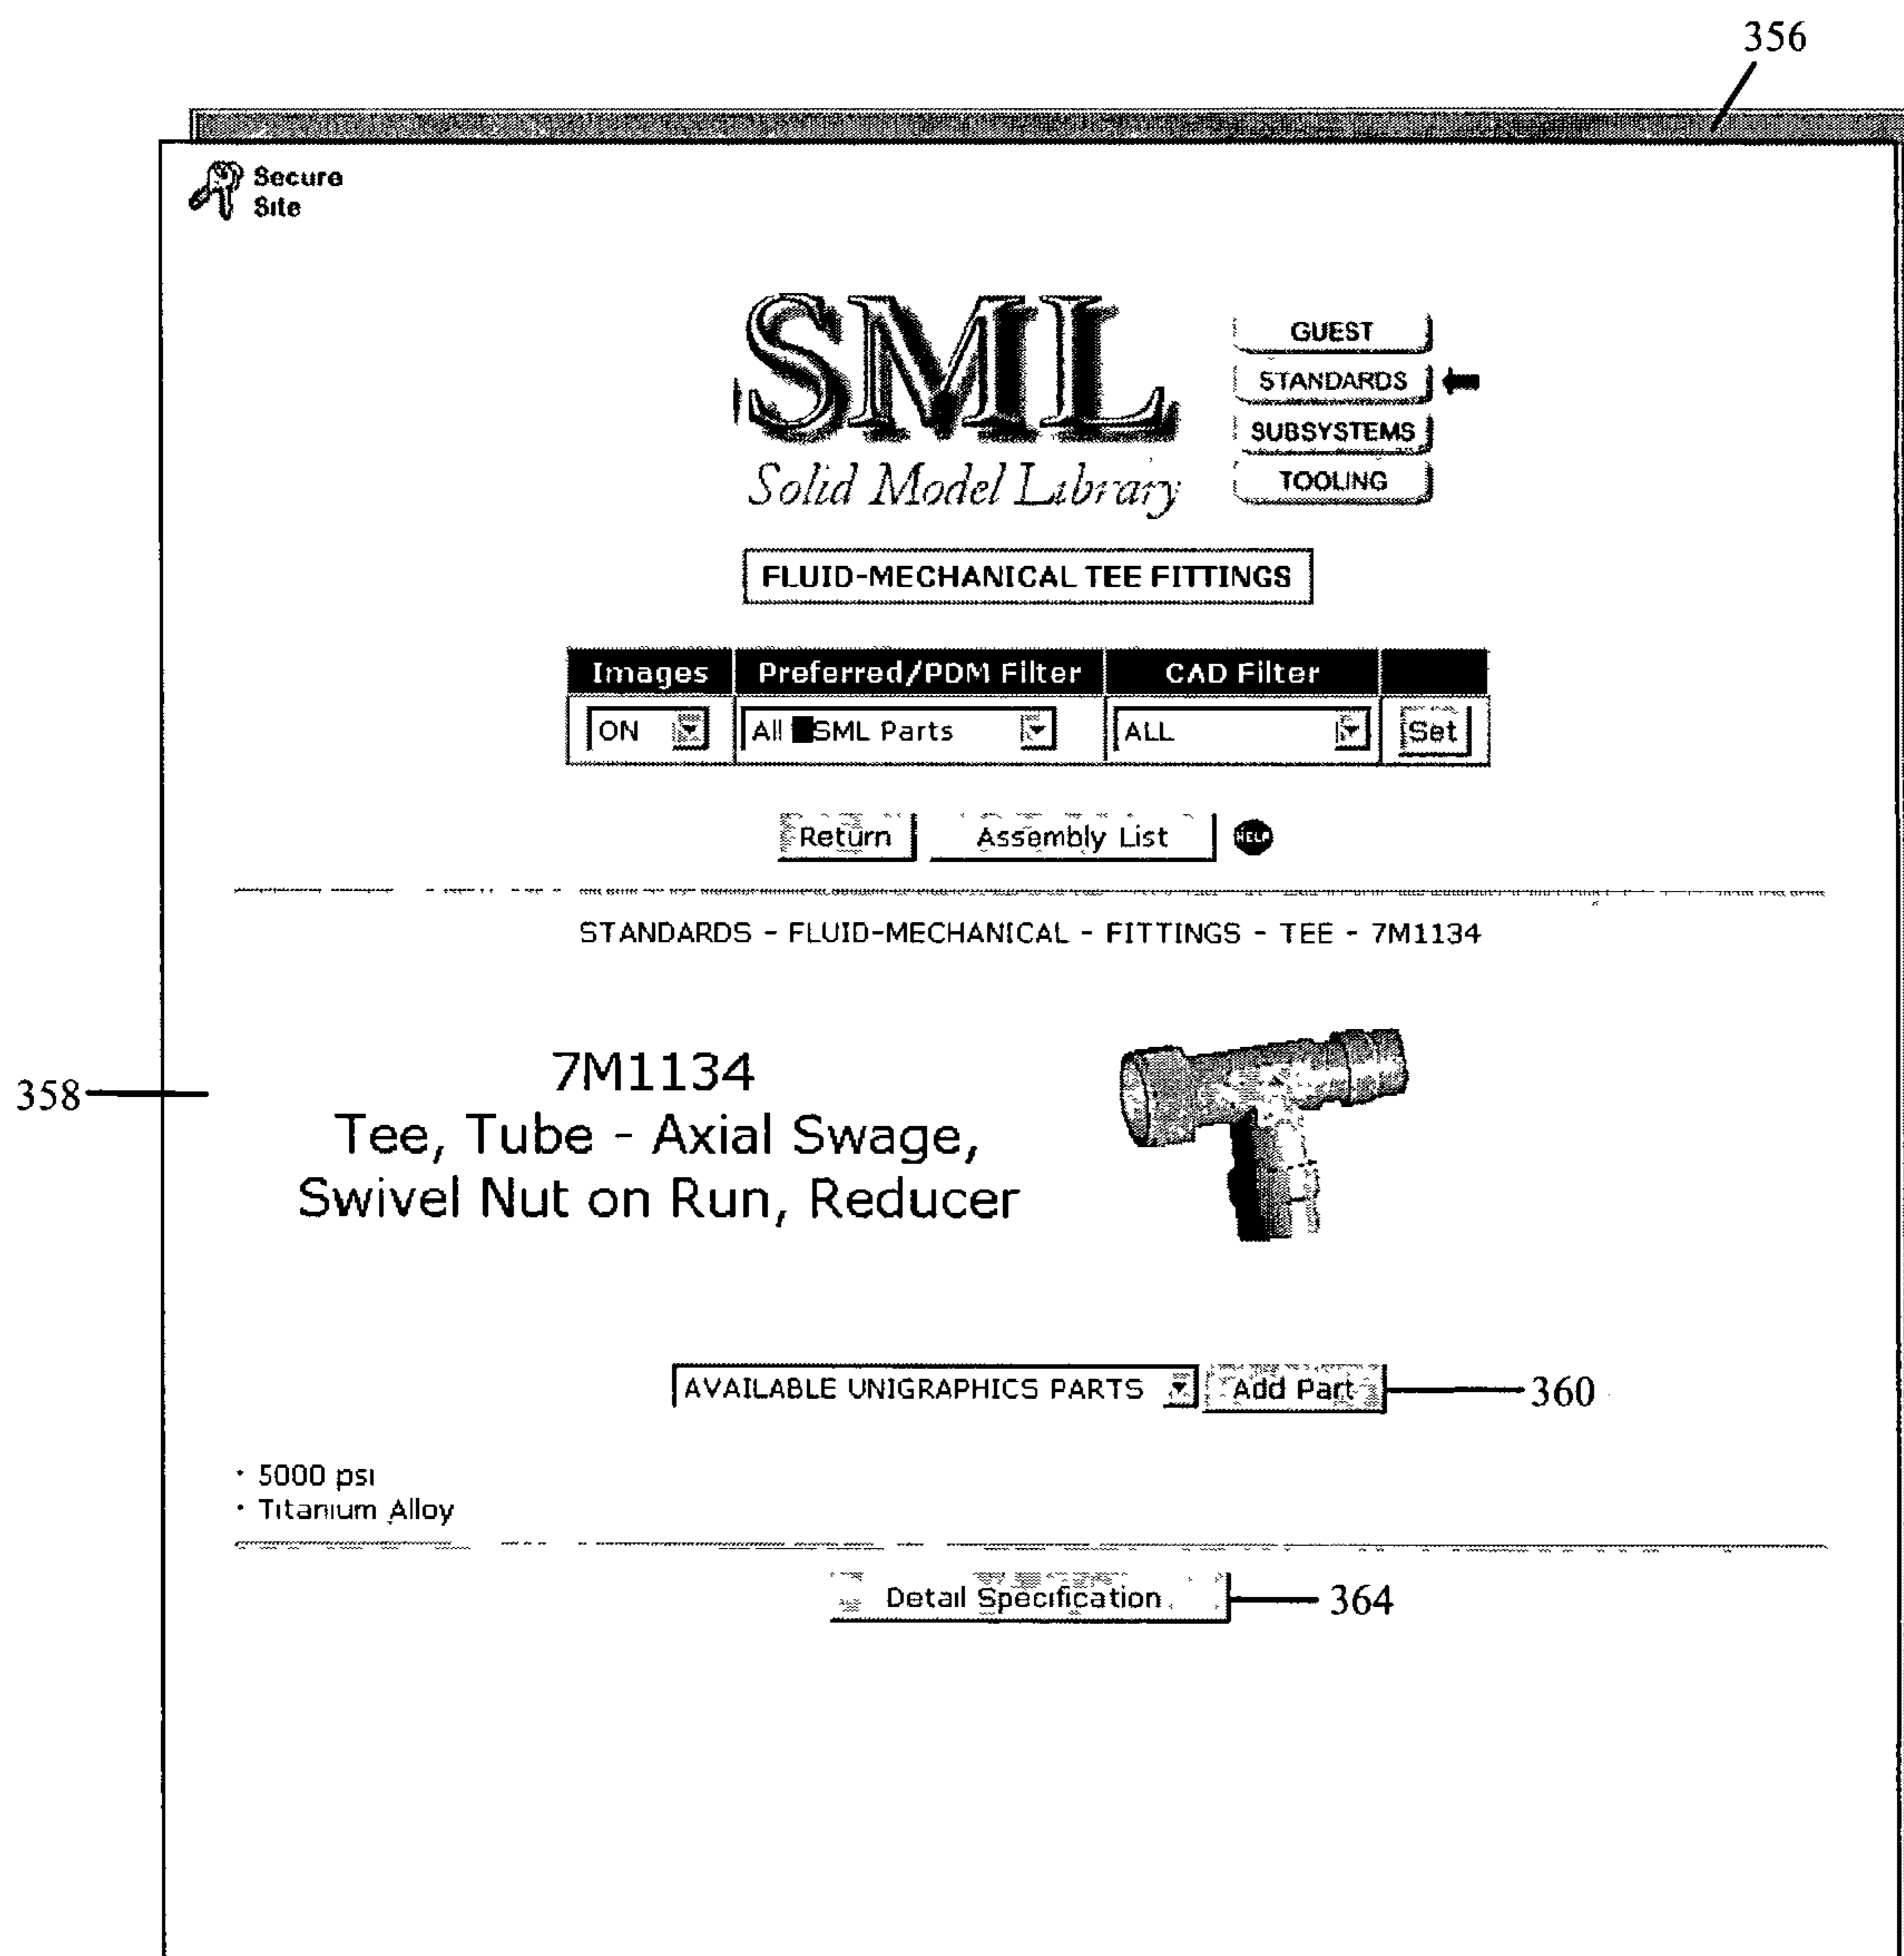 356
Secure
Site
SML
Solid Model Library
GUEST
STANDARDS
SUBSYSTEMS
TOOLING
FLUID-MECHANICAL TEE FITTINGS
Images Preferred/PDM Filter CAD Filter
ON All SML Parts ALL Set
Return Assembly List HELP
STANDARDS - FLUID-MECHANICAL - FITTINGS - TEE - 7M1134
358
7M1134
Tee, Tube - Axial Swage,
Swivel Nut on Run, Reducer
AVAILABLE UNIGRAPHICS PARTS Add Part 360
· 5000 psi
· Titanium Alloy
Detail Specification 364